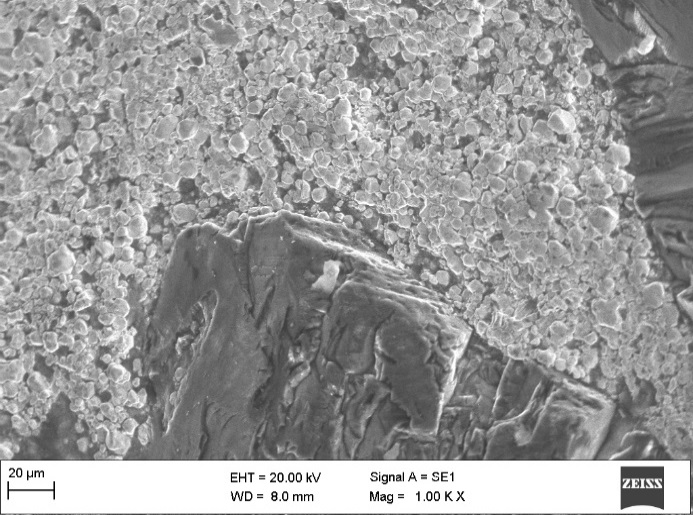 20 µm
EHT = 20.00 kV
WD = 8.0 mm
Signal A = SE1
Mag = 1.00 K X
ZEISS